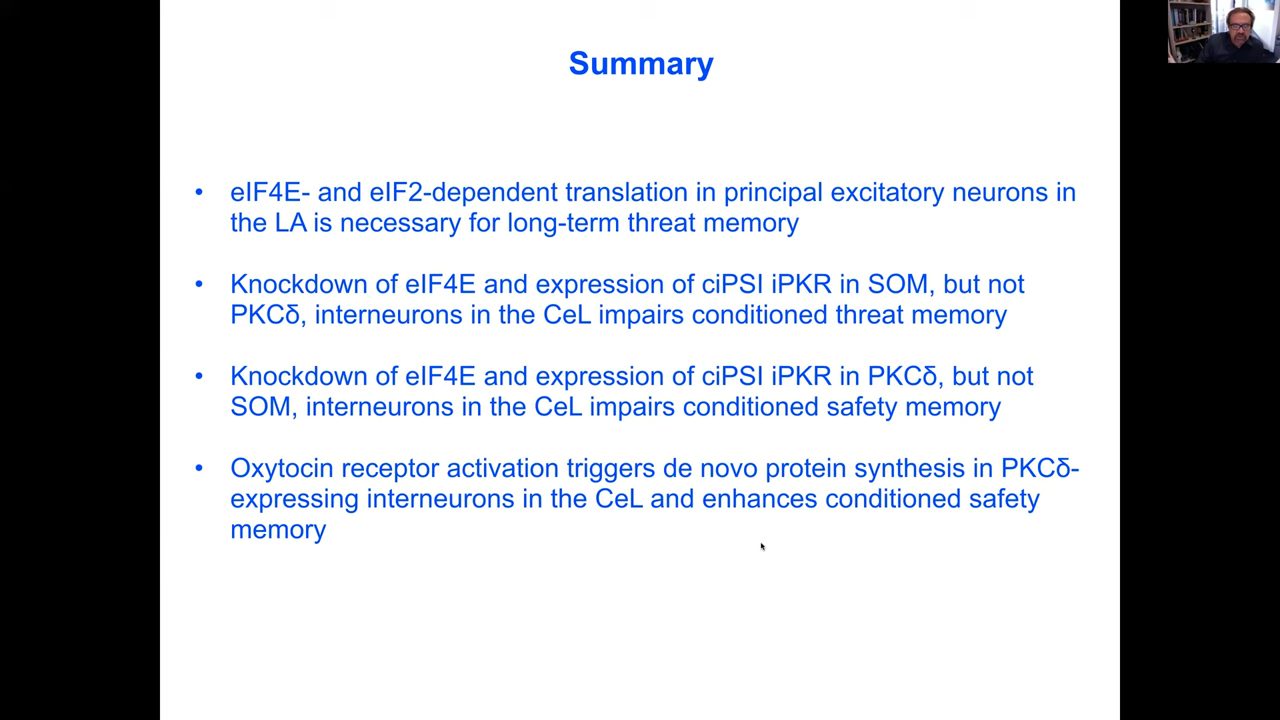 Summary
• eIF4E- and eIF2-dependent translation in principal excitatory neurons in
the LA is necessary for long-term threat memory
• Knockdown of eIF4E and expression of ciPSI iPKR in SOM, but not
PKCδ, interneurons in the CeL impairs conditioned threat memory
• Knockdown of eIF4E and expression of ciPSI iPKR in PKCδ, but not
SOM, interneurons in the CeL impairs conditioned safety memory
• Oxytocin receptor activation triggers de novo protein synthesis in PKCδ-
expressing interneurons in the CeL and enhances conditioned safety
memory